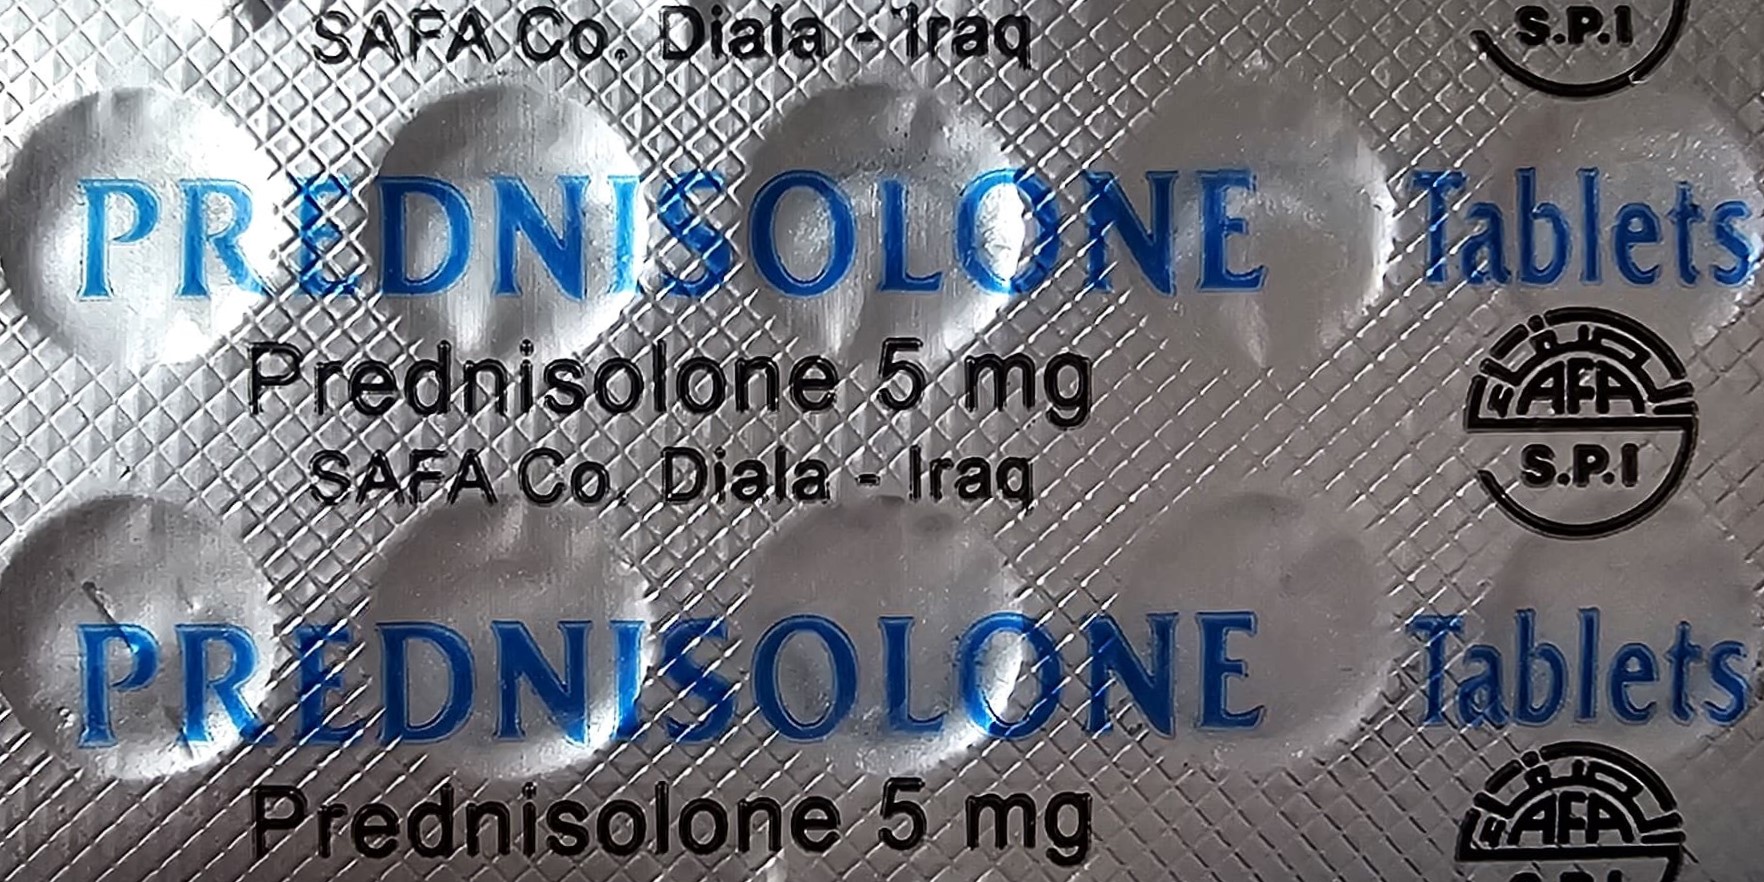 SAFA Co. Diala - Iraq
S.P.I
PREDNISOLONE Tablets
Prednisolone 5 mg
AFA
S.P.I
SAFA Co. Diala - Iraq
PREDNISOLONE Tablets
Prednisolone 5 mg
AFA